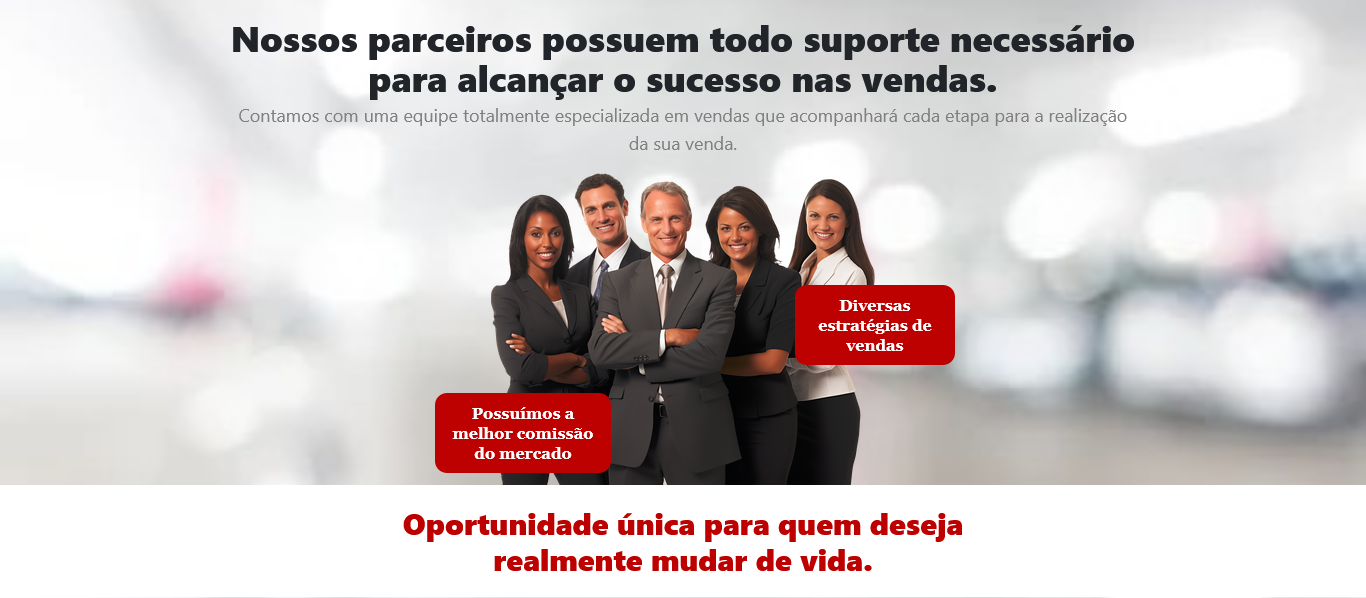 Nossos parceiros possuem todo suporte necessário
para alcançar o sucesso nas vendas.
Contamos com uma equipe totalmente especializada em vendas que acompanhará cada etapa para a realização
da sua venda.
Diversas
estratégias de
vendas
Possuímos a
melhor comissão
do mercado
Oportunidade única para quem deseja
realmente mudar de vida.